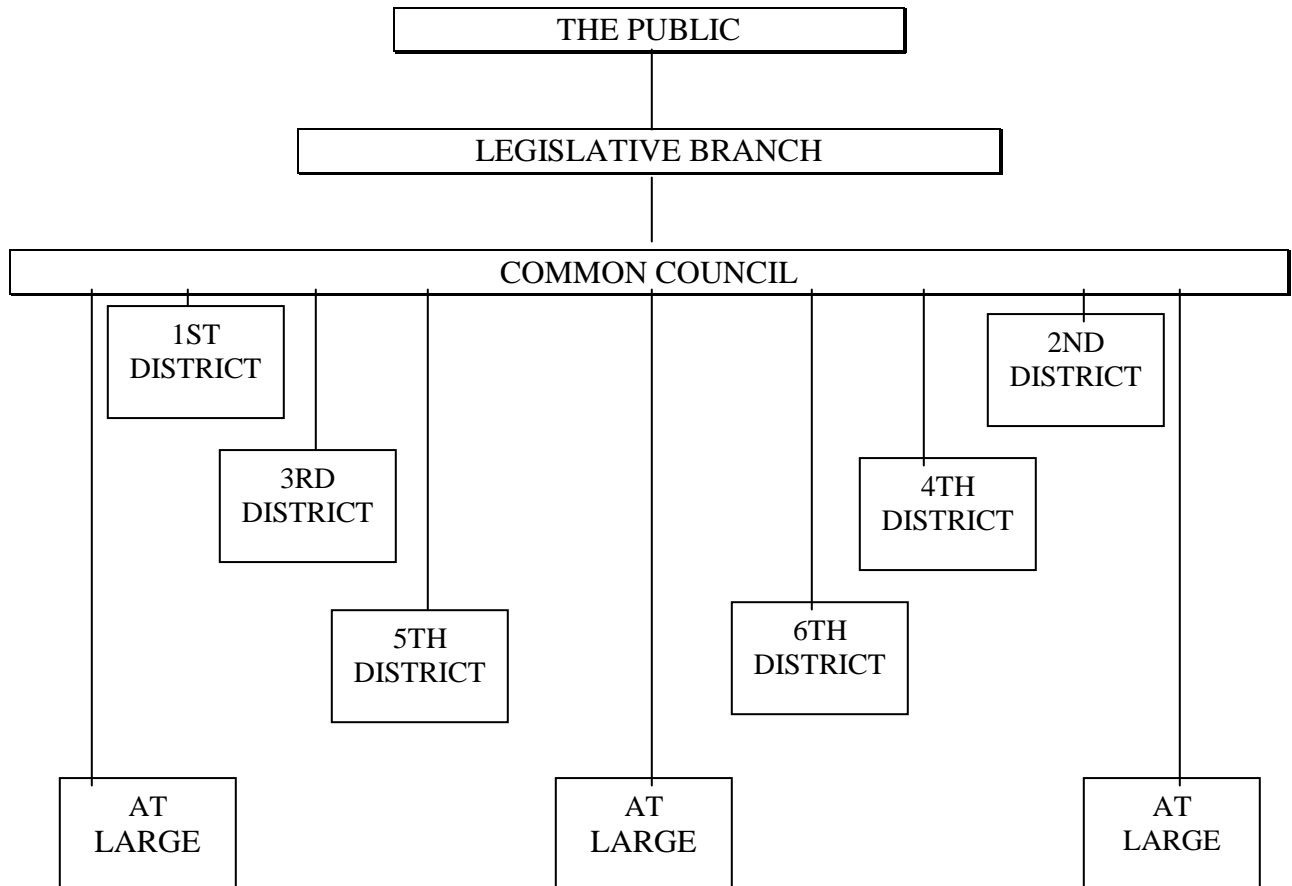 THE PUBLIC
LEGISLATIVE BRANCH
COMMON COUNCIL
1ST
DISTRICT
2ND
DISTRICT
3RD
DISTRICT
4TH
DISTRICT
5TH
DISTRICT
6TH
DISTRICT
AT
LARGE
AT
LARGE
AT
LARGE